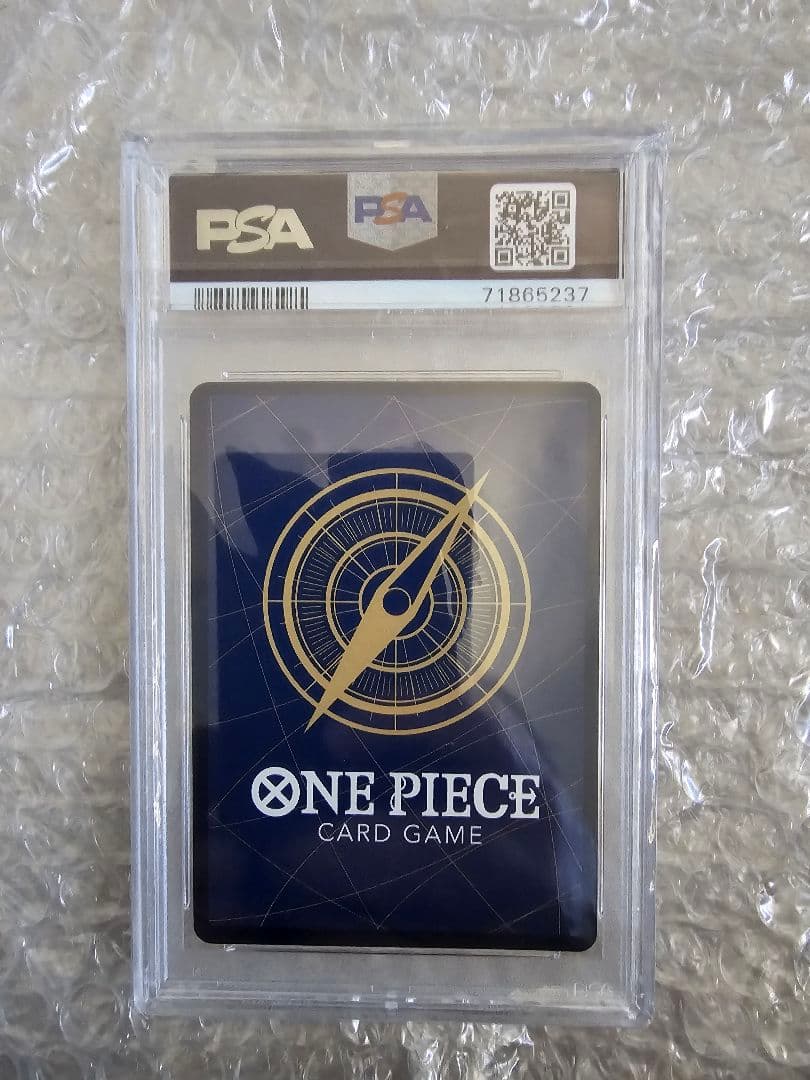 PSA
PSA
71865237
ONE PIECE
CARD GAME